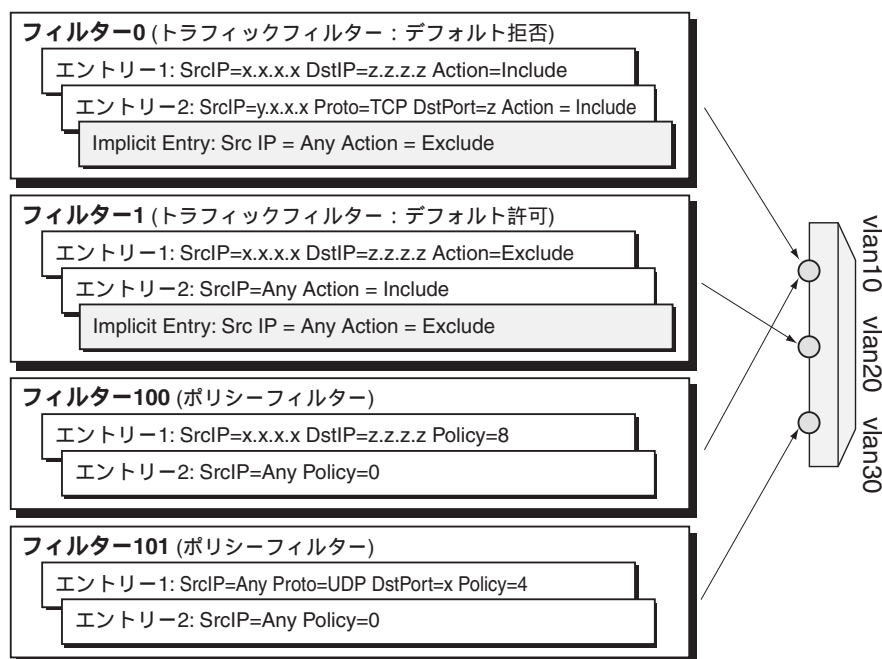 フィルター0 (トラフィックフィルター：デフォルト拒否)
エントリー1: SrcIP=x.x.x.x DstIP=z.z.z.z Action=Include
エントリー2: SrcIP=y.x.x.x Proto=TCP DstPort=z Action = Include
Implicit Entry: Src IP = Any Action = Exclude
フィルター1 (トラフィックフィルター：デフォルト許可)
エントリー1: SrcIP=x.x.x.x DstIP=z.z.z.z Action=Exclude
エントリー2: SrcIP=Any Action = Include
Implicit Entry: Src IP = Any Action = Exclude
フィルター100 (ポリシーフィルター)
エントリー1: SrcIP=x.x.x.x DstIP=z.z.z.z Policy=8
エントリー2: SrcIP=Any Policy=0
フィルター101 (ポリシーフィルター)
エントリー1: SrcIP=Any Proto=UDP DstPort=x Policy=4
エントリー2: SrcIP=Any Policy=0
vlan10 vlan20 vlan30